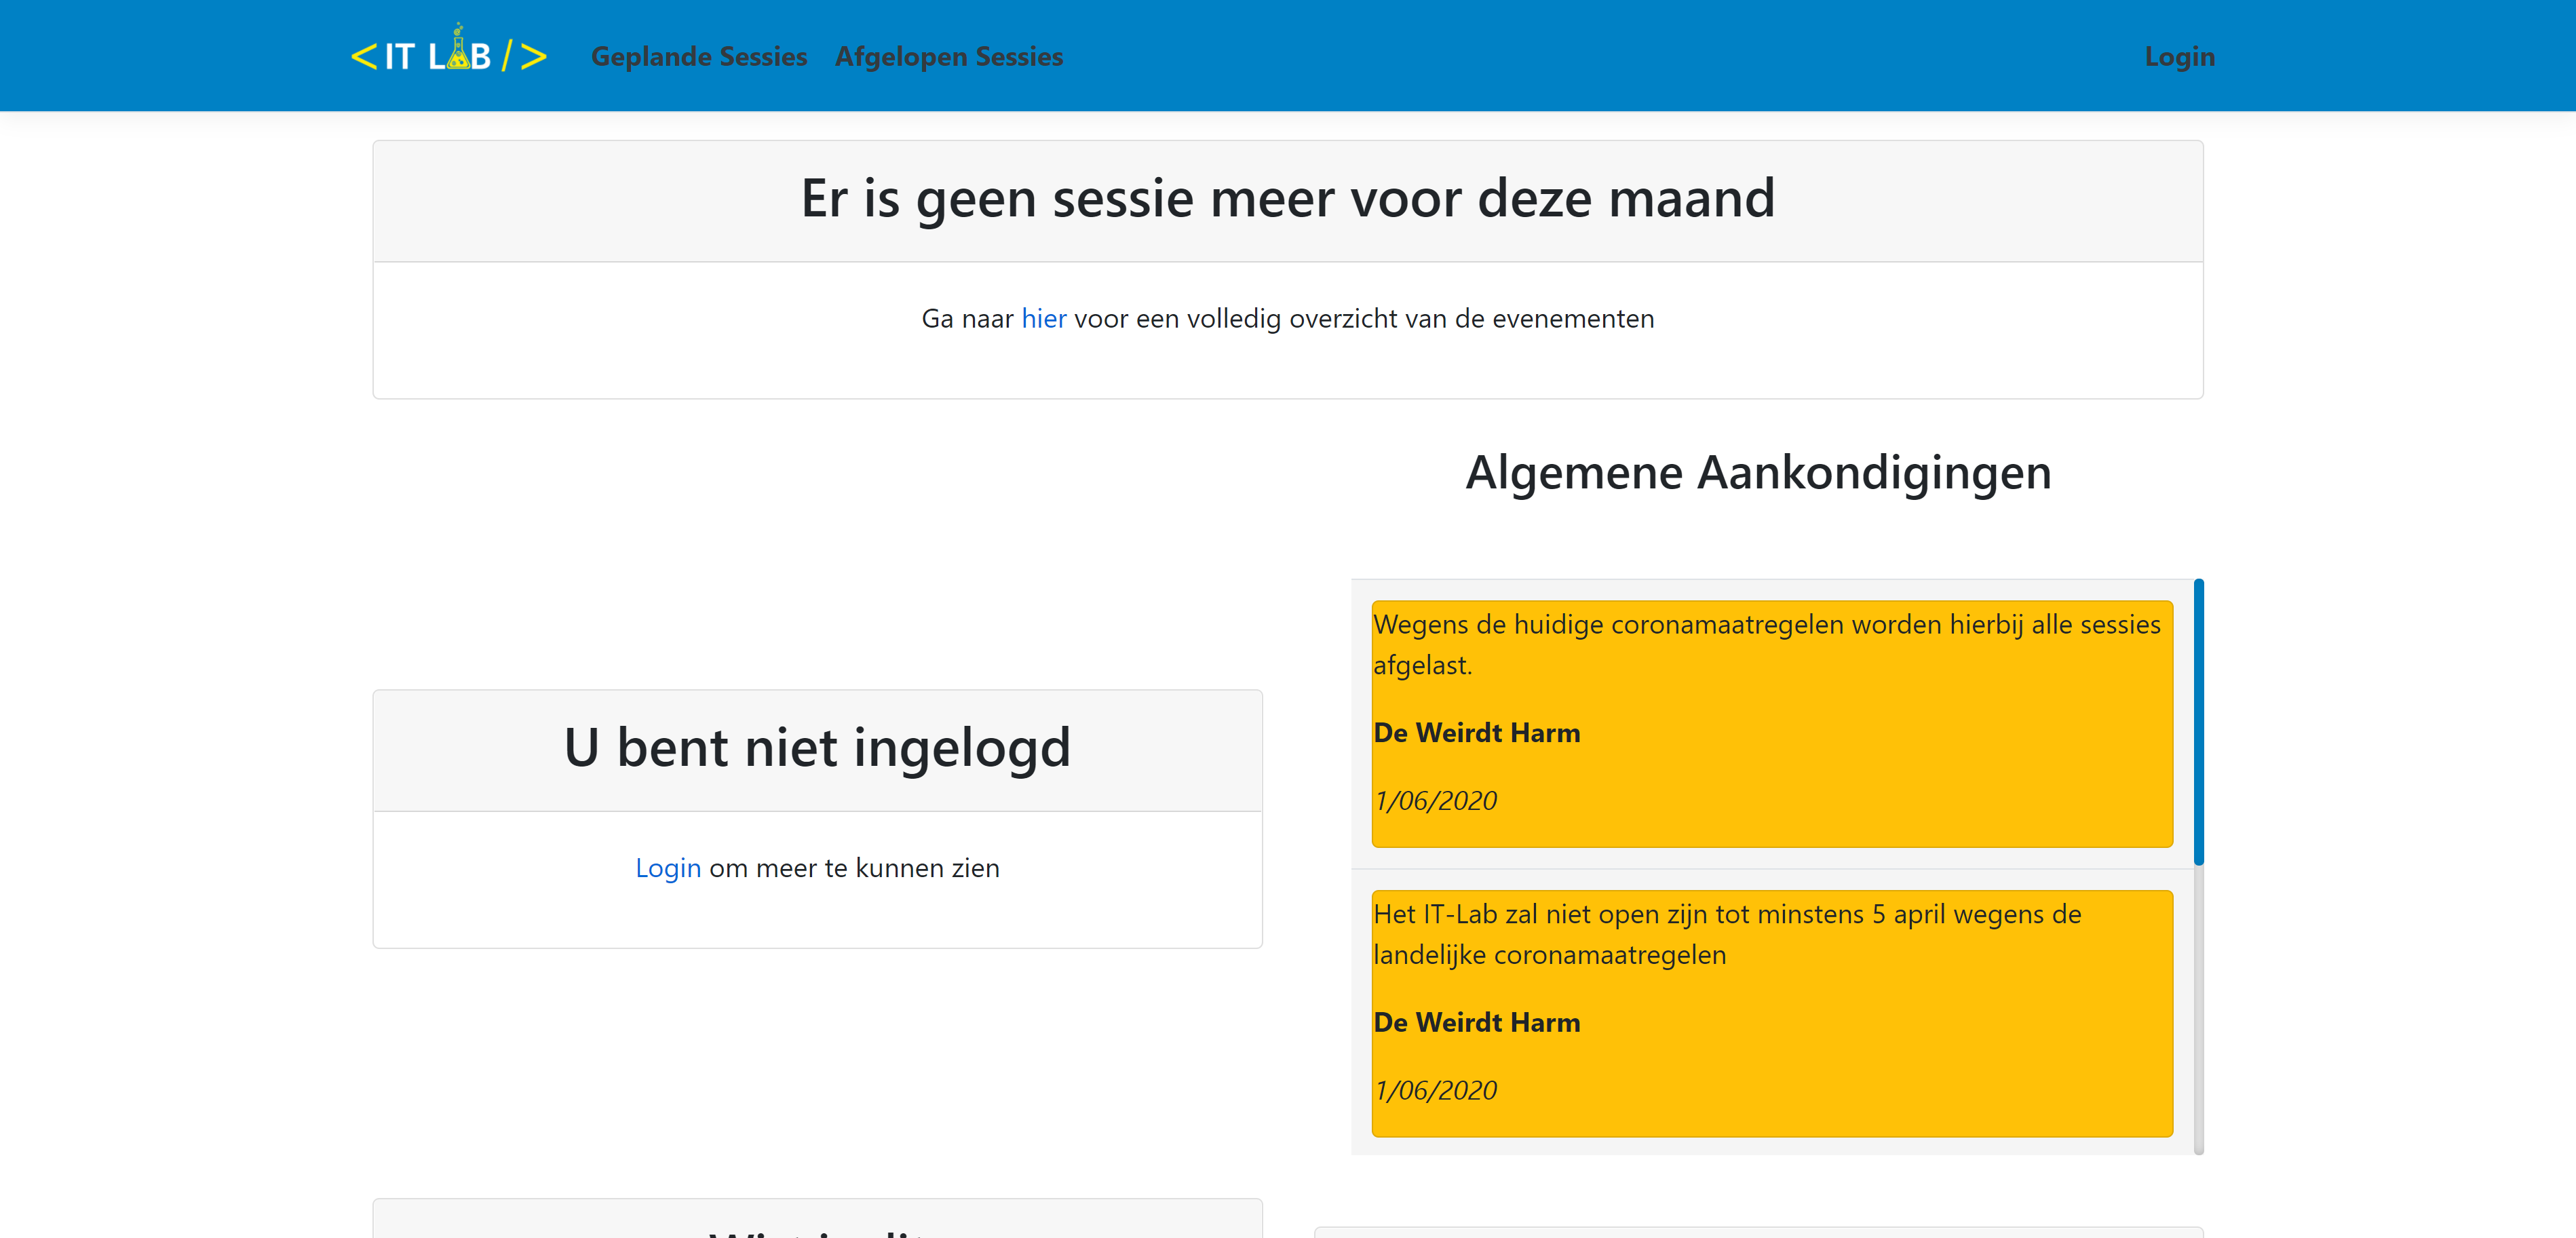 <IT LAB/>
Geplande Sessies
Afgelopen Sessies
Login
Er is geen sessie meer voor deze maand
Ga naar hier voor een volledig overzicht van de evenementen
Algemene Aankondigingen
Wegens de huidige coronamaatregelen worden hierbij alle sessies
afgelast.
De Weirdt Harm
1/06/2020
Het IT-Lab zal niet open zijn tot minstens 5 april wegens de
landelijke coronamaatregelen
De Weirdt Harm
1/06/2020
U bent niet ingelogd
Login om meer te kunnen zien